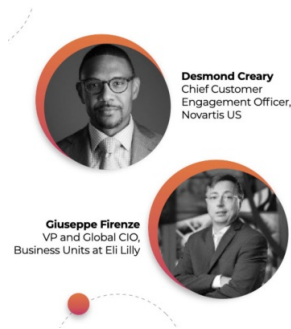 Desmond Creary
Chief Customer
Engagement Officer,
Novartis US
Giuseppe Firenze
VP and Global CIO,
Business Units at Eli Lilly